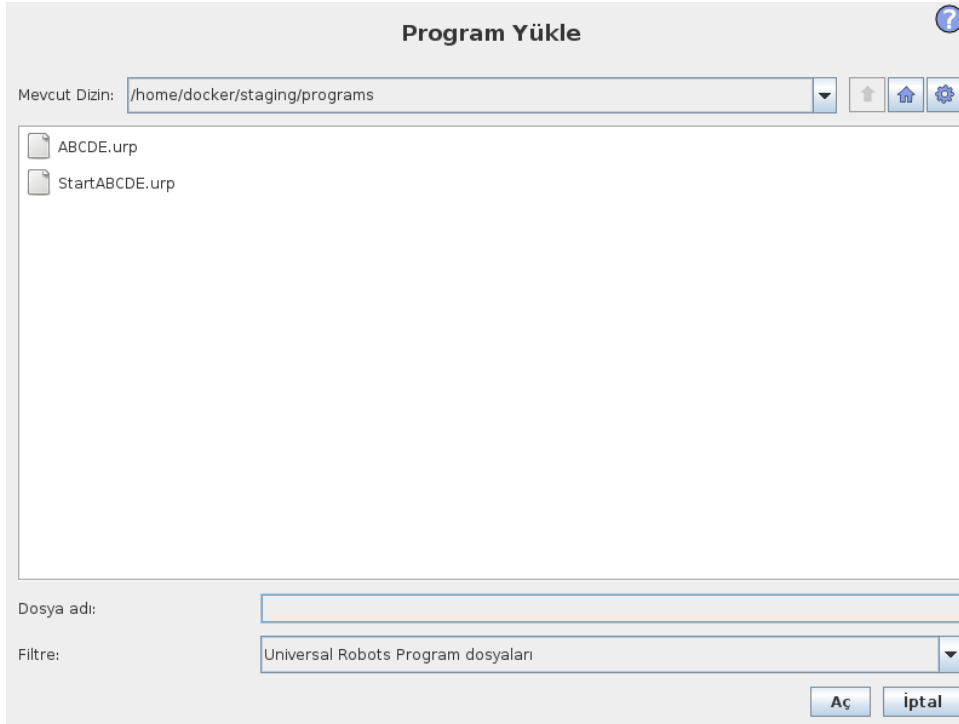 Program Yükle
?
Mevcut Dizin: /home/docker/staging/programs
ABCDE.urp
StartABCDE.urp
Dosya adı:
Filtre: Universal Robots Program dosyaları
Aç İptal